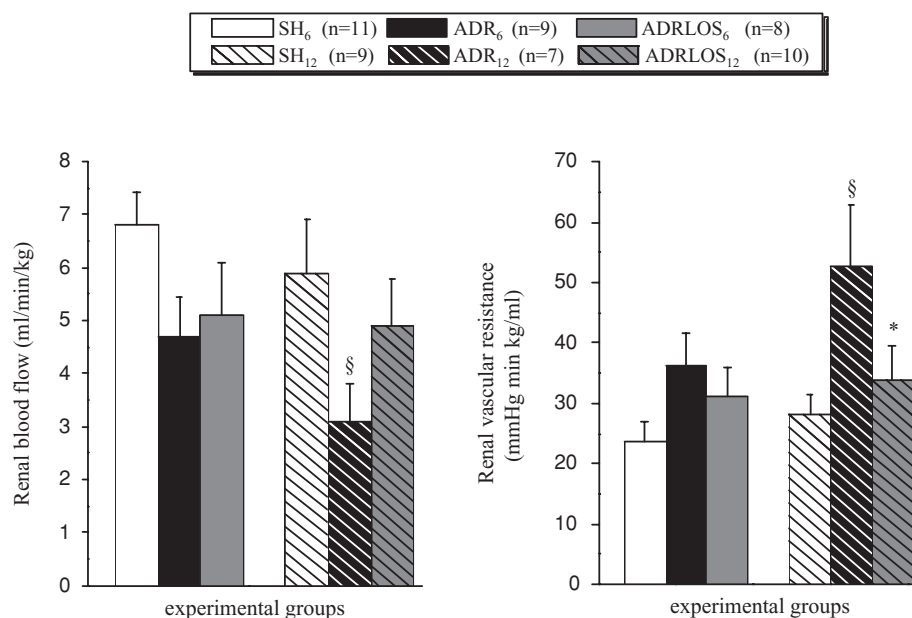 SH6 (n=11) ADR6 (n=9) ADRLOS6 (n=8)
SH12 (n=9) ADR12 (n=7) ADRLOS12 (n=10)
Renal blood flow (ml/min/kg)
8
7
6
5
4
3
2
1
0
§
experimental groups
Renal vascular resistance
(mmHg min kg/ml)
70
60
50
40
30
20
10
0
§
*
experimental groups